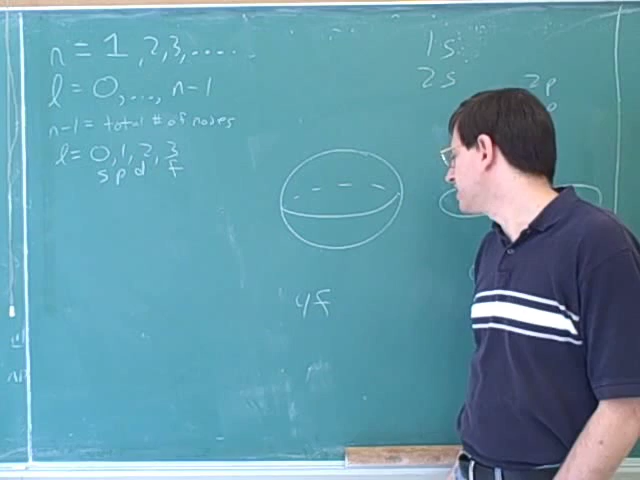 n = 1, 2, 3, .....
l = 0, ..., n-1
n-1 = total # of nodes
l = 0, 1, 2, 3
s p d f
1s
2s
2p
4f